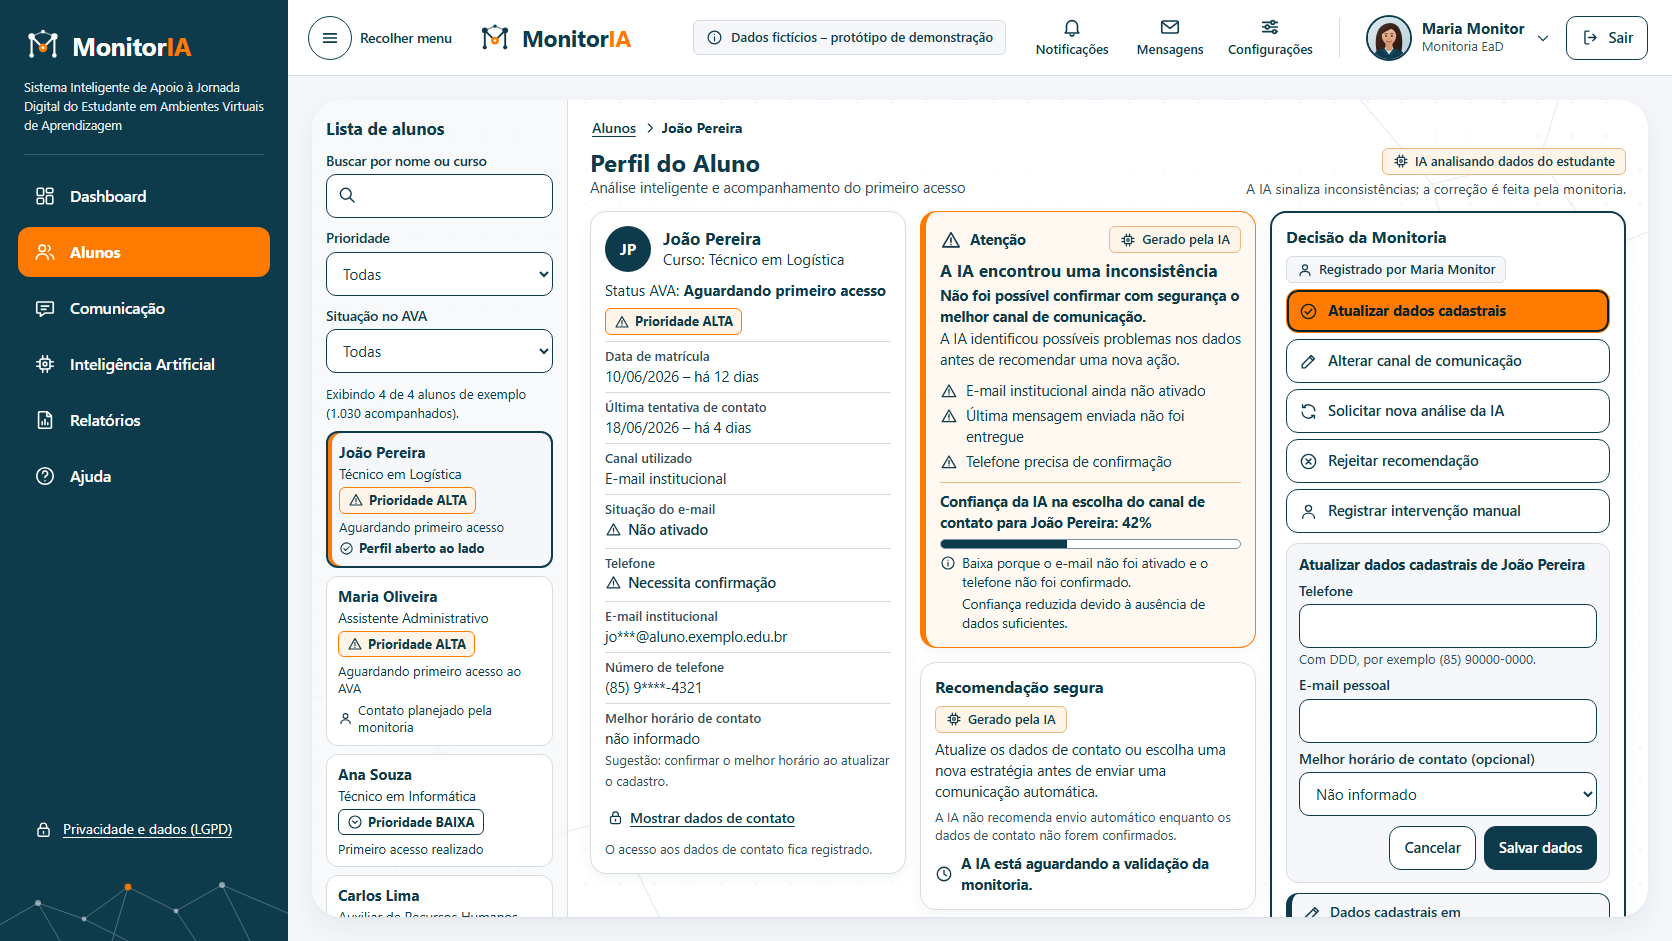 MonitorIA
Sistema Inteligente de Apoio à Jornada
Digital do Estudante em Ambientes Virtuais
de Aprendizagem
Dashboard
Alunos
Comunicação
Inteligência Artificial
Relatórios
Ajuda
Privacidade e dados (LGPD)
Recolher menu
MonitorIA
Dados fictícios – protótipo de demonstração
Notificações
Mensagens
Configurações
Maria Monitor
Monitoria EaD
Sair
Lista de alunos
Buscar por nome ou curso
Prioridade
Todas
Situação no AVA
Todas
Exibindo 4 de 4 alunos de exemplo
(1.030 acompanhados).
João Pereira
Técnico em Logística
Prioridade ALTA
Aguardando primeiro acesso
Perfil aberto ao lado
Maria Oliveira
Assistente Administrativo
Prioridade ALTA
Aguardando primeiro acesso ao
AVA
Contato planejado pela
monitoria
Ana Souza
Técnico em Informática
Prioridade BAIXA
Primeiro acesso realizado
Carlos Lima
Auxiliar de Recursos Humanos
Alunos > João Pereira
Perfil do Aluno
Análise inteligente e acompanhamento do primeiro acesso
IA analisando dados do estudante
A IA sinaliza inconsistências; a correção é feita pela monitoria.
JP
João Pereira
Curso: Técnico em Logística
Status AVA: Aguardando primeiro acesso
Prioridade ALTA
Data de matrícula
10/06/2026 – há 12 dias
Última tentativa de contato
18/06/2026 – há 4 dias
Canal utilizado
E-mail institucional
Situação do e-mail
Não ativado
Telefone
Necessita confirmação
E-mail institucional
jo***@aluno.exemplo.edu.br
Número de telefone
(85) 9****-4321
Melhor horário de contato
não informado
Sugestão: confirmar o melhor horário ao atualizar
o cadastro.
Mostrar dados de contato
O acesso aos dados de contato fica registrado.
Atenção
Gerado pela IA
A IA encontrou uma inconsistência
Não foi possível confirmar com segurança o
melhor canal de comunicação.
A IA identificou possíveis problemas nos dados
antes de recomendar uma nova ação.
E-mail institucional ainda não ativado
Última mensagem enviada não foi
entregue
Telefone precisa de confirmação
Confiança da IA na escolha do canal de
contato para João Pereira: 42%
Baixa porque o e-mail não foi ativado e o
telefone não foi confirmado.
Confiança reduzida devido à ausência de
dados suficientes.
Recomendação segura
Gerado pela IA
Atualize os dados de contato ou escolha uma
nova estratégia antes de enviar uma
comunicação automática.
A IA não recomenda envio automático enquanto os
dados de contato não forem confirmados.
A IA está aguardando a validação da
monitoria.
Decisão da Monitoria
Registrado por Maria Monitor
Atualizar dados cadastrais
Alterar canal de comunicação
Solicitar nova análise da IA
Rejeitar recomendação
Registrar intervenção manual
Atualizar dados cadastrais de João Pereira
Telefone
Com DDD, por exemplo (85) 90000-0000.
E-mail pessoal
Melhor horário de contato (opcional)
Não informado
Cancelar
Salvar dados
Dados cadastrais em